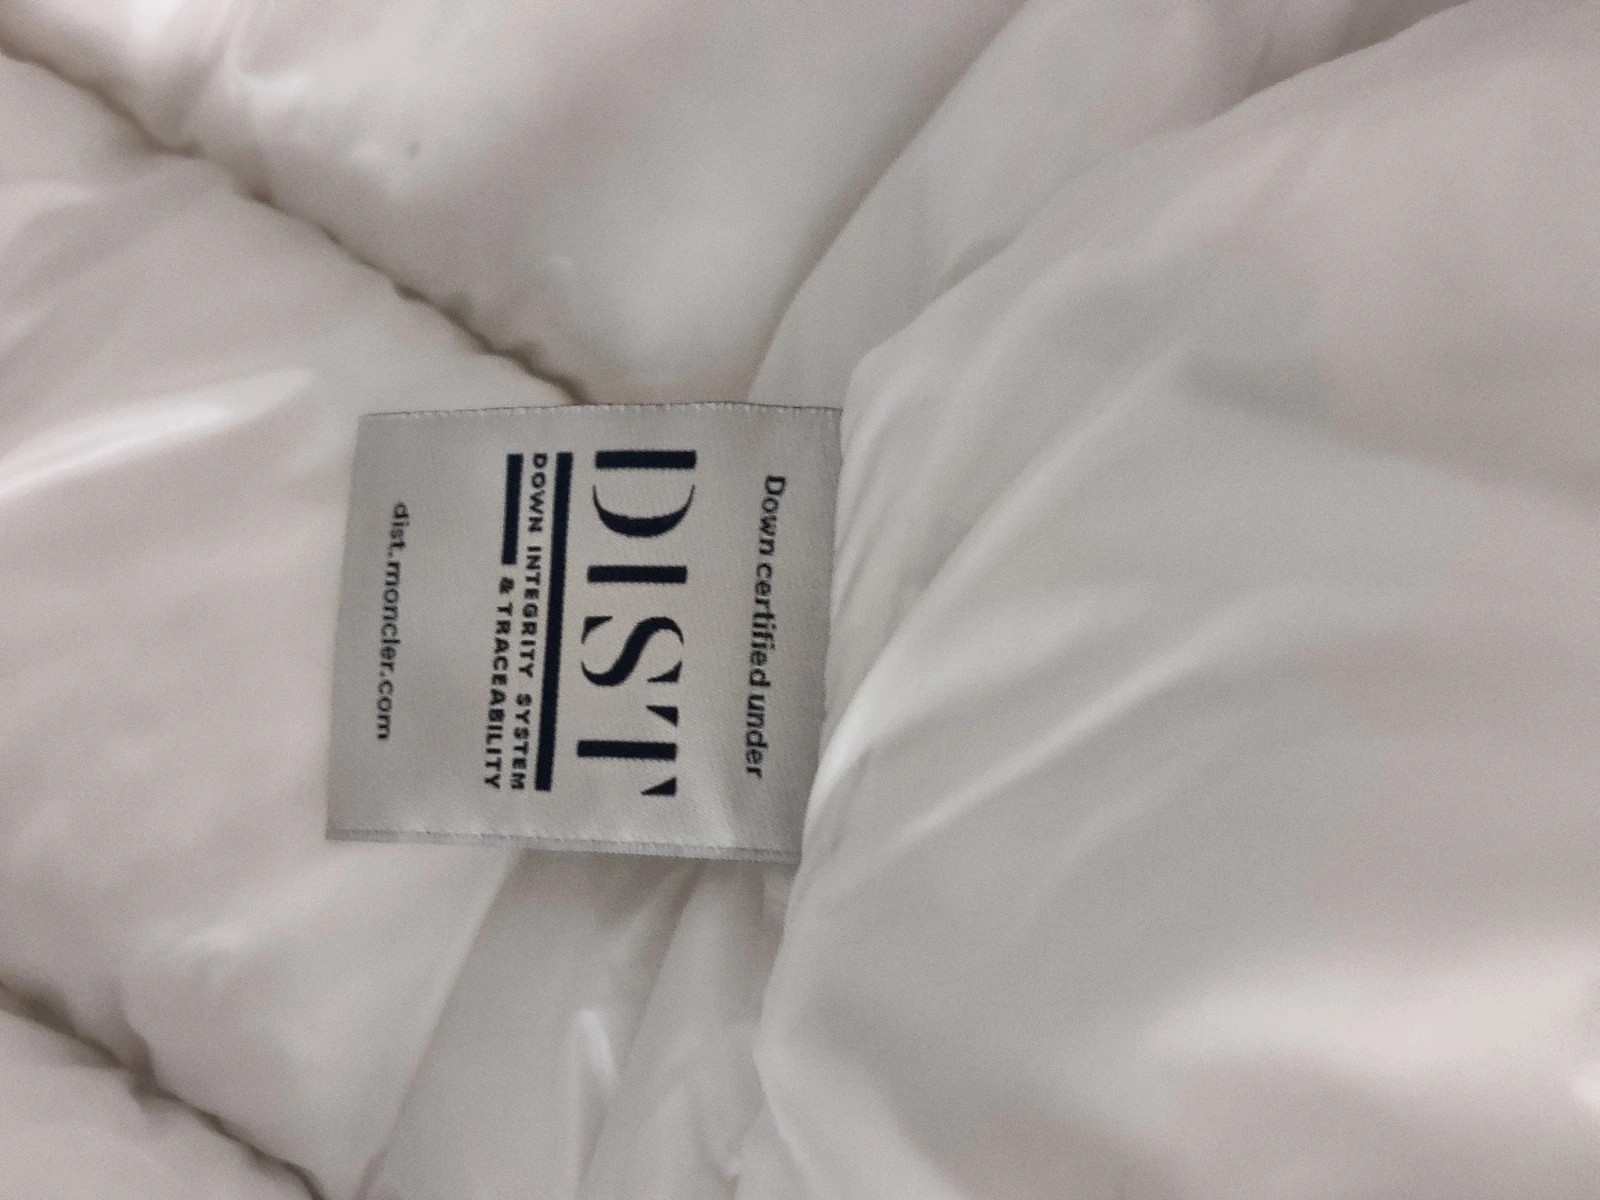 Down certified under
DIST
DOWN INTEGRITY SYSTEM
& TRACEABILITY
dist.moncler.com